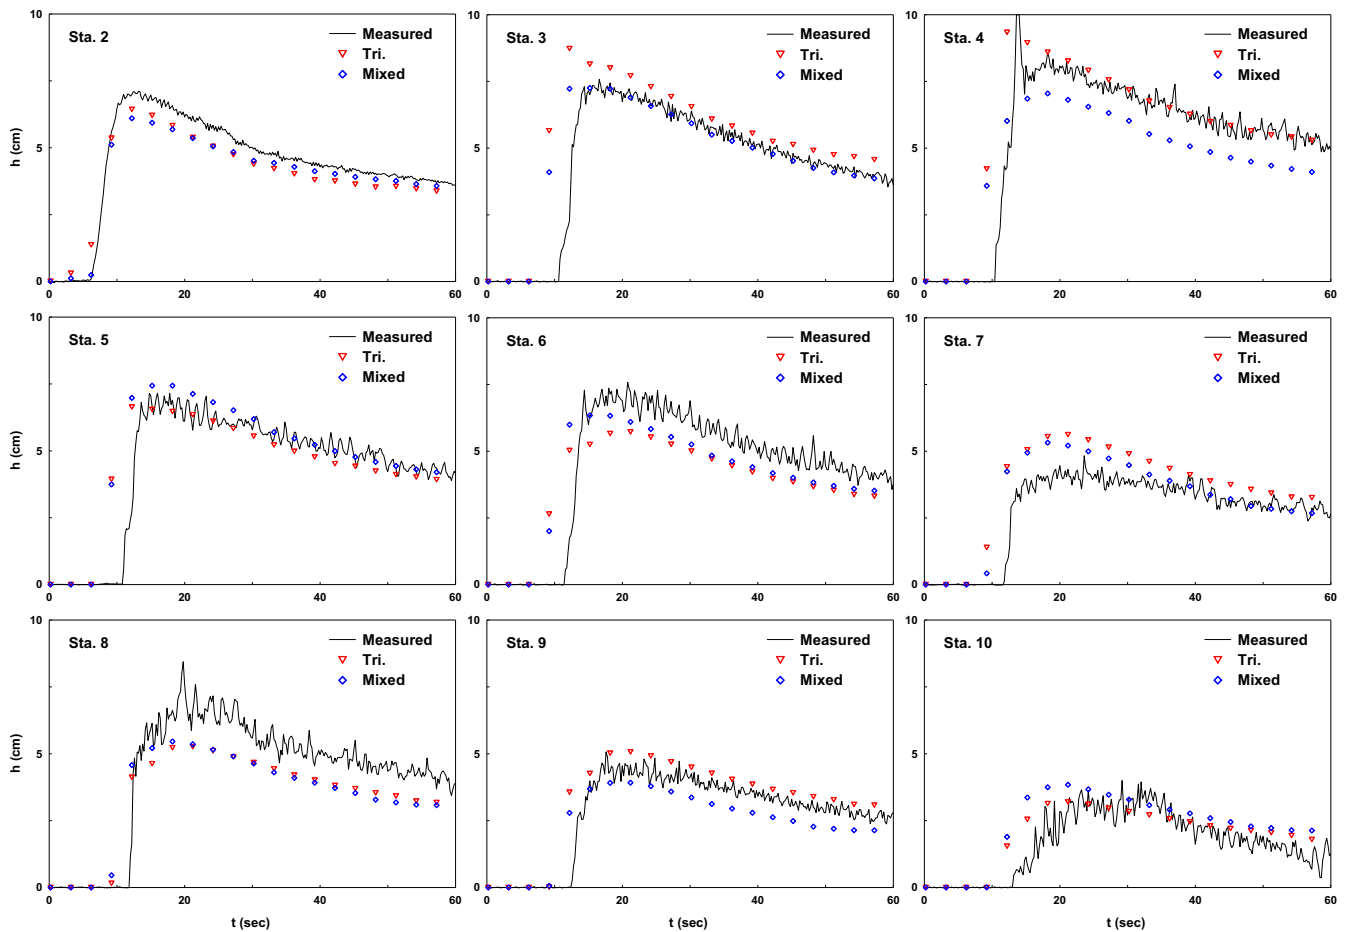 10
Sta. 2
Measured
Tri.
Mixed
h (cm)
5
0
0
20
40
60
10
Sta. 3
Measured
Tri.
Mixed
5
0
0
20
40
60
10
Sta. 4
Measured
Tri.
Mixed
5
0
0
20
40
60
10
Sta. 5
Measured
Tri.
Mixed
h (cm)
5
0
0
20
40
60
10
Sta. 6
Measured
Tri.
Mixed
5
0
0
20
40
60
10
Sta. 7
Measured
Tri.
Mixed
5
0
0
20
40
60
10
Sta. 8
Measured
Tri.
Mixed
h (cm)
5
0
0
20
40
60
t (sec)
10
Sta. 9
Measured
Tri.
Mixed
5
0
0
20
40
60
t (sec)
10
Sta. 10
Measured
Tri.
Mixed
5
0
0
20
40
60
t (sec)